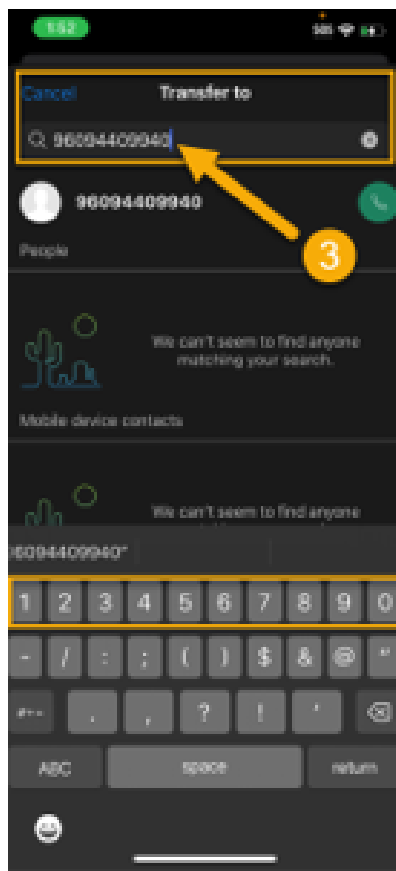 1:52
SOS
Cancel Transfer to
96094409940
96094409940
3
People
We can't seem to find anyone
matching your search.
Mobile device contacts
We can't seem to find anyone
96094409940"
1 2 3 4 5 6 7 8 9 0
- / : ; ( ) $ & @ "
#+= . , ? ! '
ABC space return